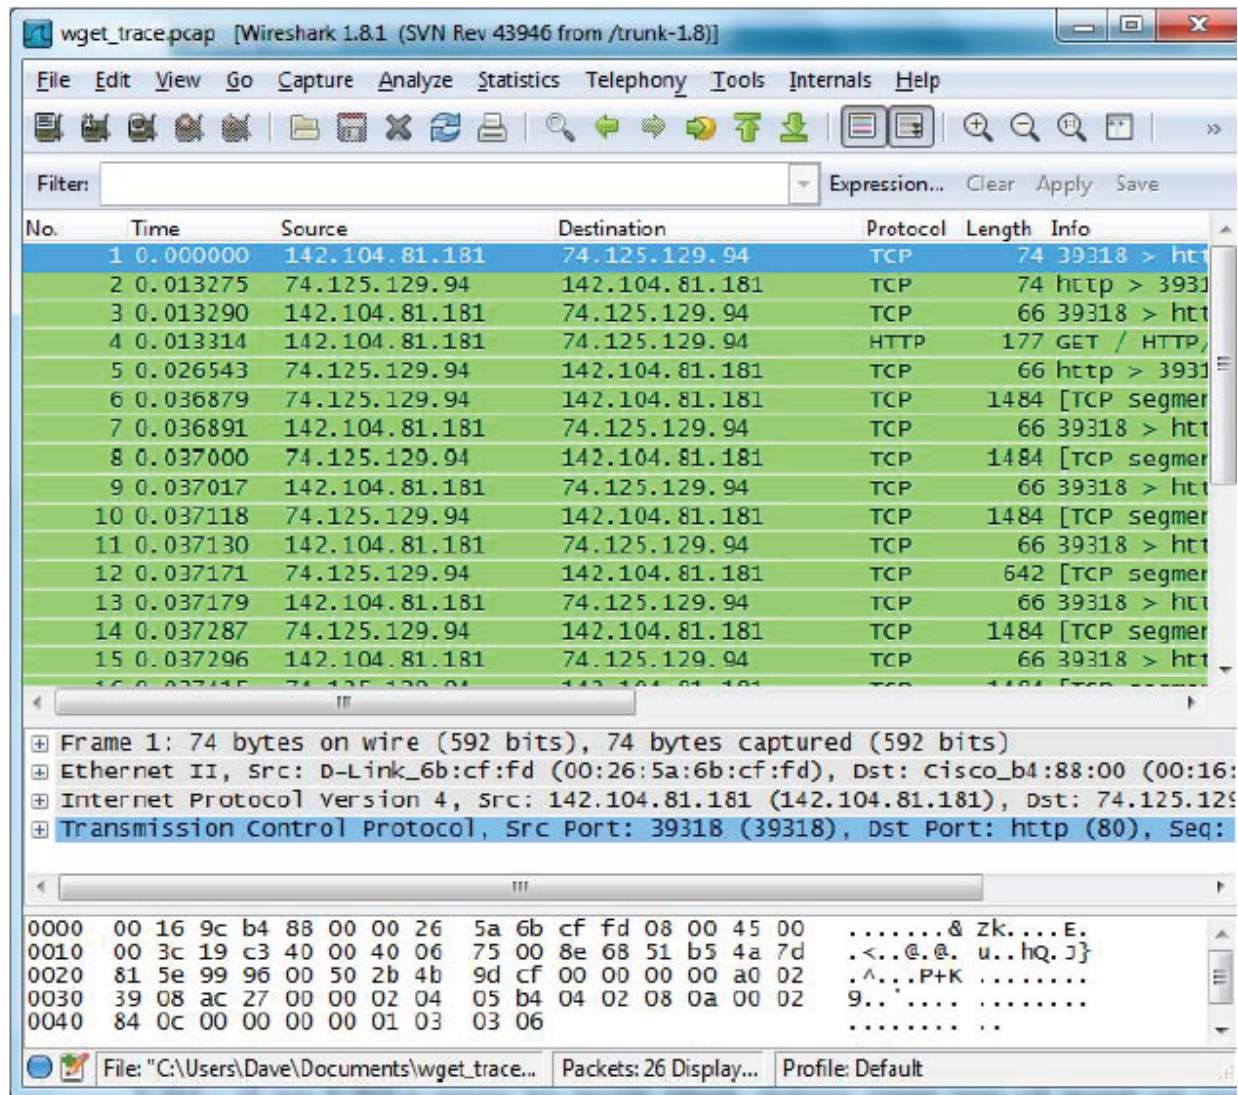 wget_trace.pcap [Wireshark 1.8.1 (SVN Rev 43946 from /trunk-1.8)]
File Edit View Go Capture Analyze Statistics Telephony Tools Internals Help
Filter: Expression... Clear Apply Save
No. Time Source Destination Protocol Length Info
1 0.000000 142.104.81.181 74.125.129.94 TCP 74 39318 > htt
2 0.013275 74.125.129.94 142.104.81.181 TCP 74 http > 3931
3 0.013290 142.104.81.181 74.125.129.94 TCP 66 39318 > htt
4 0.013314 142.104.81.181 74.125.129.94 HTTP 177 GET / HTTP/
5 0.026543 74.125.129.94 142.104.81.181 TCP 66 http > 3931
6 0.036879 74.125.129.94 142.104.81.181 TCP 1484 [TCP segmer
7 0.036891 142.104.81.181 74.125.129.94 TCP 66 39318 > htt
8 0.037000 74.125.129.94 142.104.81.181 TCP 1484 [TCP segmer
9 0.037017 142.104.81.181 74.125.129.94 TCP 66 39318 > htt
10 0.037118 74.125.129.94 142.104.81.181 TCP 1484 [TCP segmer
11 0.037130 142.104.81.181 74.125.129.94 TCP 66 39318 > htt
12 0.037171 74.125.129.94 142.104.81.181 TCP 642 [TCP segmer
13 0.037179 142.104.81.181 74.125.129.94 TCP 66 39318 > htt
14 0.037287 74.125.129.94 142.104.81.181 TCP 1484 [TCP segmer
15 0.037296 142.104.81.181 74.125.129.94 TCP 66 39318 > htt
Frame 1: 74 bytes on wire (592 bits), 74 bytes captured (592 bits)
Ethernet II, Src: D-Link_6b:cf:fd (00:26:5a:6b:cf:fd), Dst: Cisco_b4:88:00 (00:16:
Internet Protocol Version 4, Src: 142.104.81.181 (142.104.81.181), Dst: 74.125.129
Transmission Control Protocol, Src Port: 39318 (39318), Dst Port: http (80), Seq:
0000 00 16 9c b4 88 00 00 26 5a 6b cf fd 08 00 45 00 .......& Zk....E.
0010 00 3c 19 c3 40 00 40 06 75 00 8e 68 51 b5 4a 7d .<..@.@. u..hQ.J}
0020 81 5e 99 96 00 50 2b 4b 9d cf 00 00 00 00 a0 02 .^...P+K ........
0030 39 08 ac 27 00 00 02 04 05 b4 04 02 08 0a 00 02 9..'.... ........
0040 84 0c 00 00 00 00 01 03 03 06 ........ ..
File: "C:\Users\Dave\Documents\wget_trace... Packets: 26 Display... Profile: Default